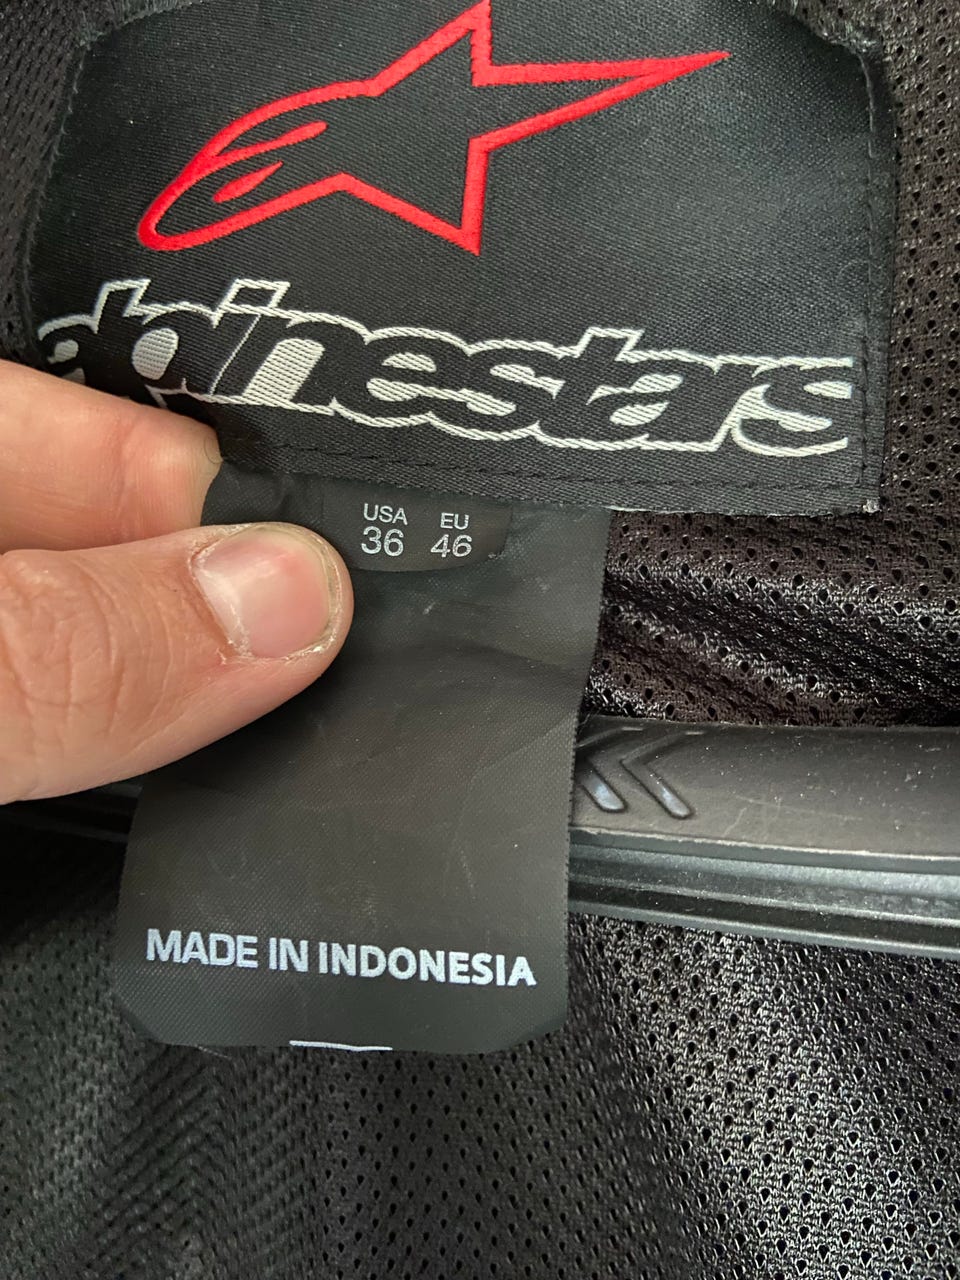 alpinestars
USA EU
36 46
MADE IN INDONESIA